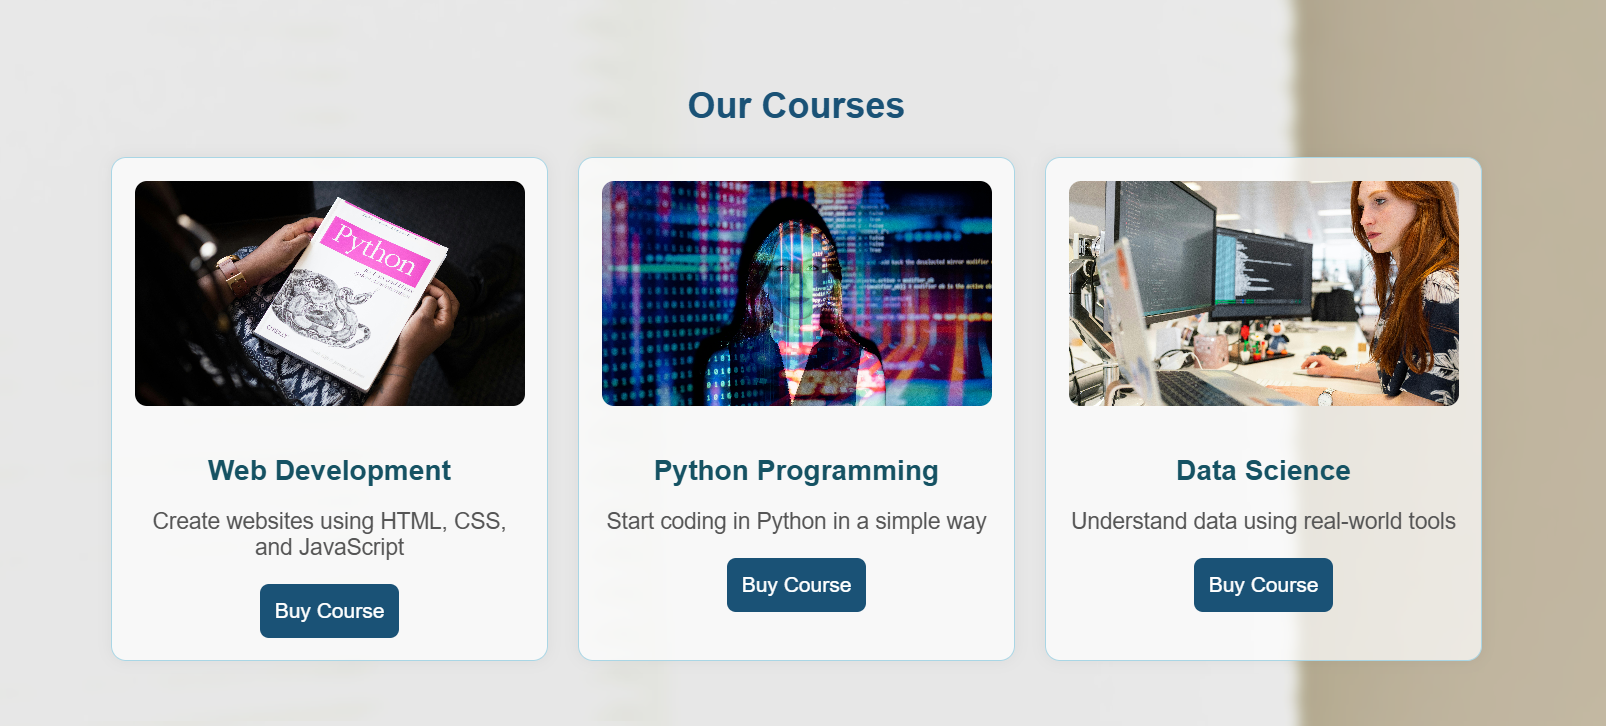 Our Courses
Python
Web Development
Create websites using HTML, CSS,
and JavaScript
Buy Course
Python Programming
Start coding in Python in a simple way
Buy Course
Data Science
Understand data using real-world tools
Buy Course